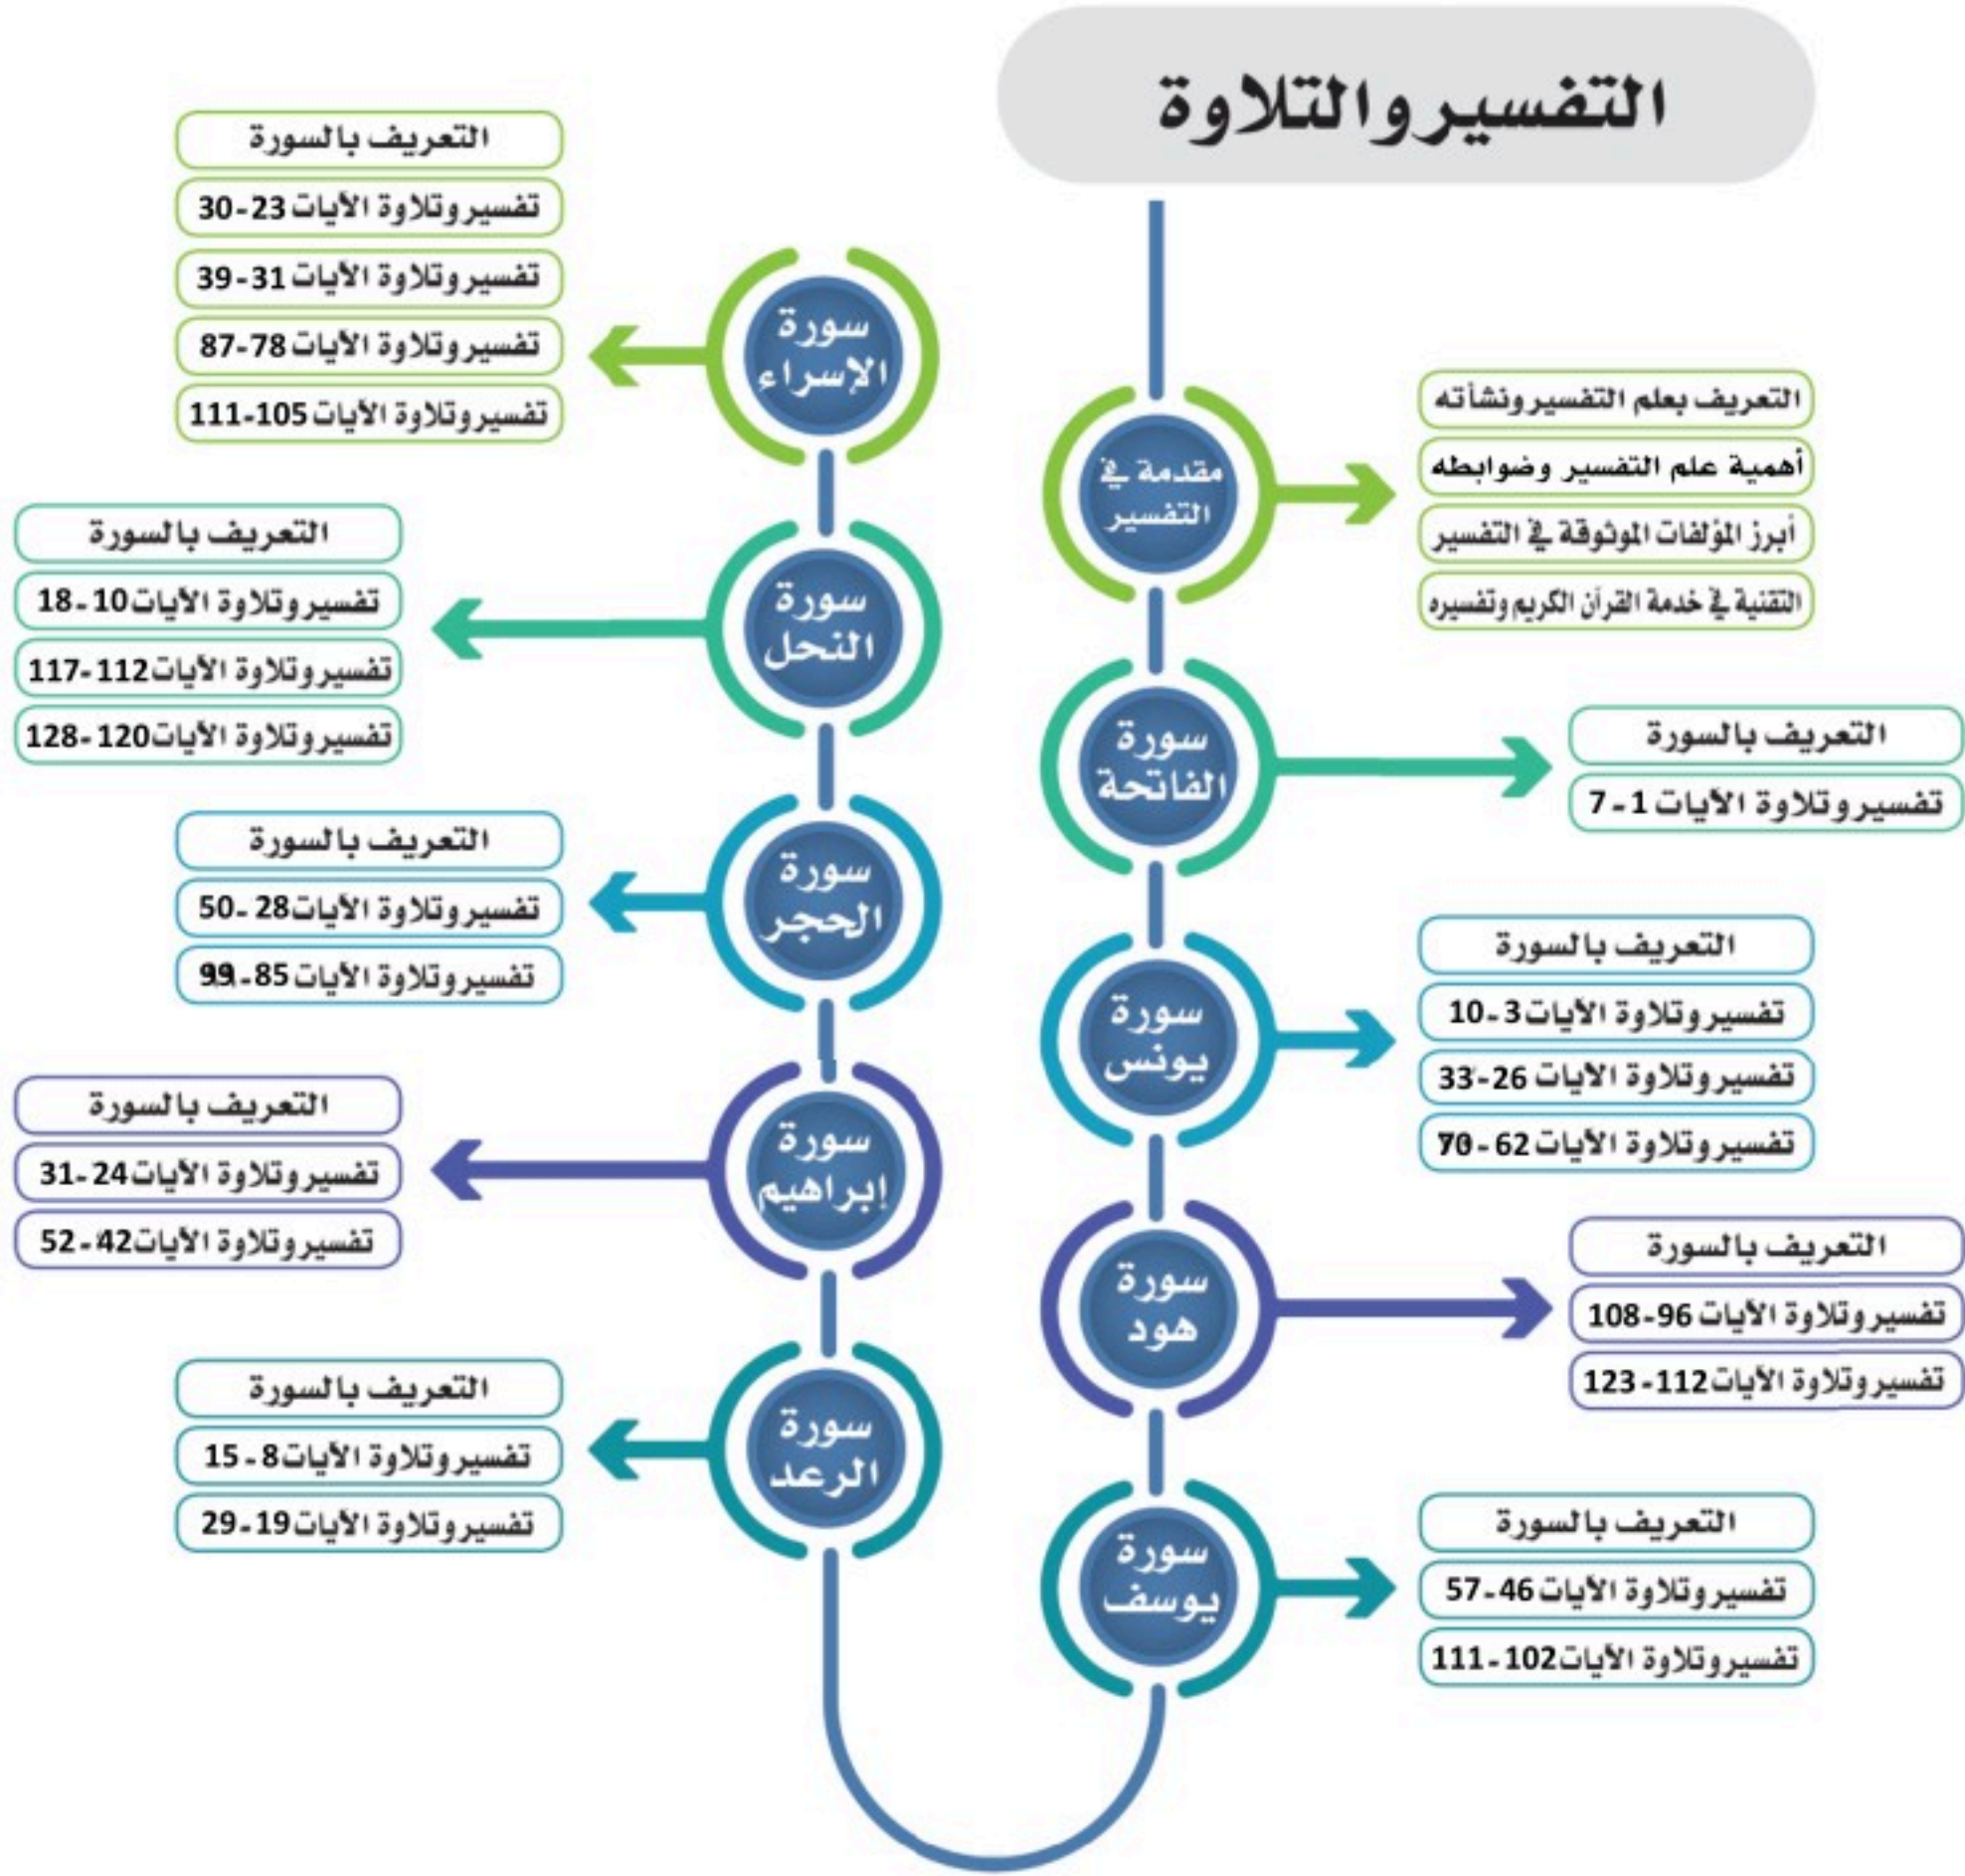 التفسير والتلاوة
مقدمة في
التفسير
التعريف بعلم التفسير ونشأته
أهمية علم التفسير وضوابطه
أبرز المؤلفات الموثوقة في التفسير
التقنية في خدمة القرآن الكريم وتفسيره
سورة
الفاتحة
التعريف بالسورة
تفسير وتلاوة الآيات 1-7
سورة
يونس
التعريف بالسورة
تفسير وتلاوة الآيات 3-10
تفسير وتلاوة الآيات 26-33
تفسير وتلاوة الآيات 62-70
سورة
هود
التعريف بالسورة
تفسير وتلاوة الآيات 96-108
تفسير وتلاوة الآيات 112-123
سورة
يوسف
التعريف بالسورة
تفسير وتلاوة الآيات 46-57
تفسير وتلاوة الآيات 102-111
سورة
الرعد
التعريف بالسورة
تفسير وتلاوة الآيات 8-15
تفسير وتلاوة الآيات 19-29
سورة
إبراهيم
التعريف بالسورة
تفسير وتلاوة الآيات 24-31
تفسير وتلاوة الآيات 42-52
سورة
الحجر
التعريف بالسورة
تفسير وتلاوة الآيات 28-50
تفسير وتلاوة الآيات 85-99
سورة
النحل
التعريف بالسورة
تفسير وتلاوة الآيات 10-18
تفسير وتلاوة الآيات 112-117
تفسير وتلاوة الآيات 120-128
سورة
الإسراء
التعريف بالسورة
تفسير وتلاوة الآيات 23-30
تفسير وتلاوة الآيات 31-39
تفسير وتلاوة الآيات 78-87
تفسير وتلاوة الآيات 105-111